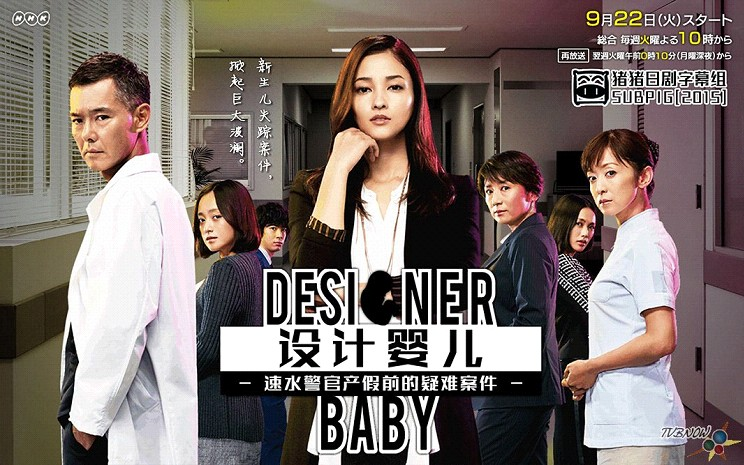 NHK
9月22日(火)スタート
総合 毎週火曜よる10時から
再放送 翌週火曜午前0時10分(月曜深夜)から
猪猪日剧字幕组
SUBPIG[2015]
新生儿失踪案件,
掀起巨大波澜。
DESIGNER
设计婴儿
- 速水警官产假前的疑难案件 -
BABY
TVBNOW